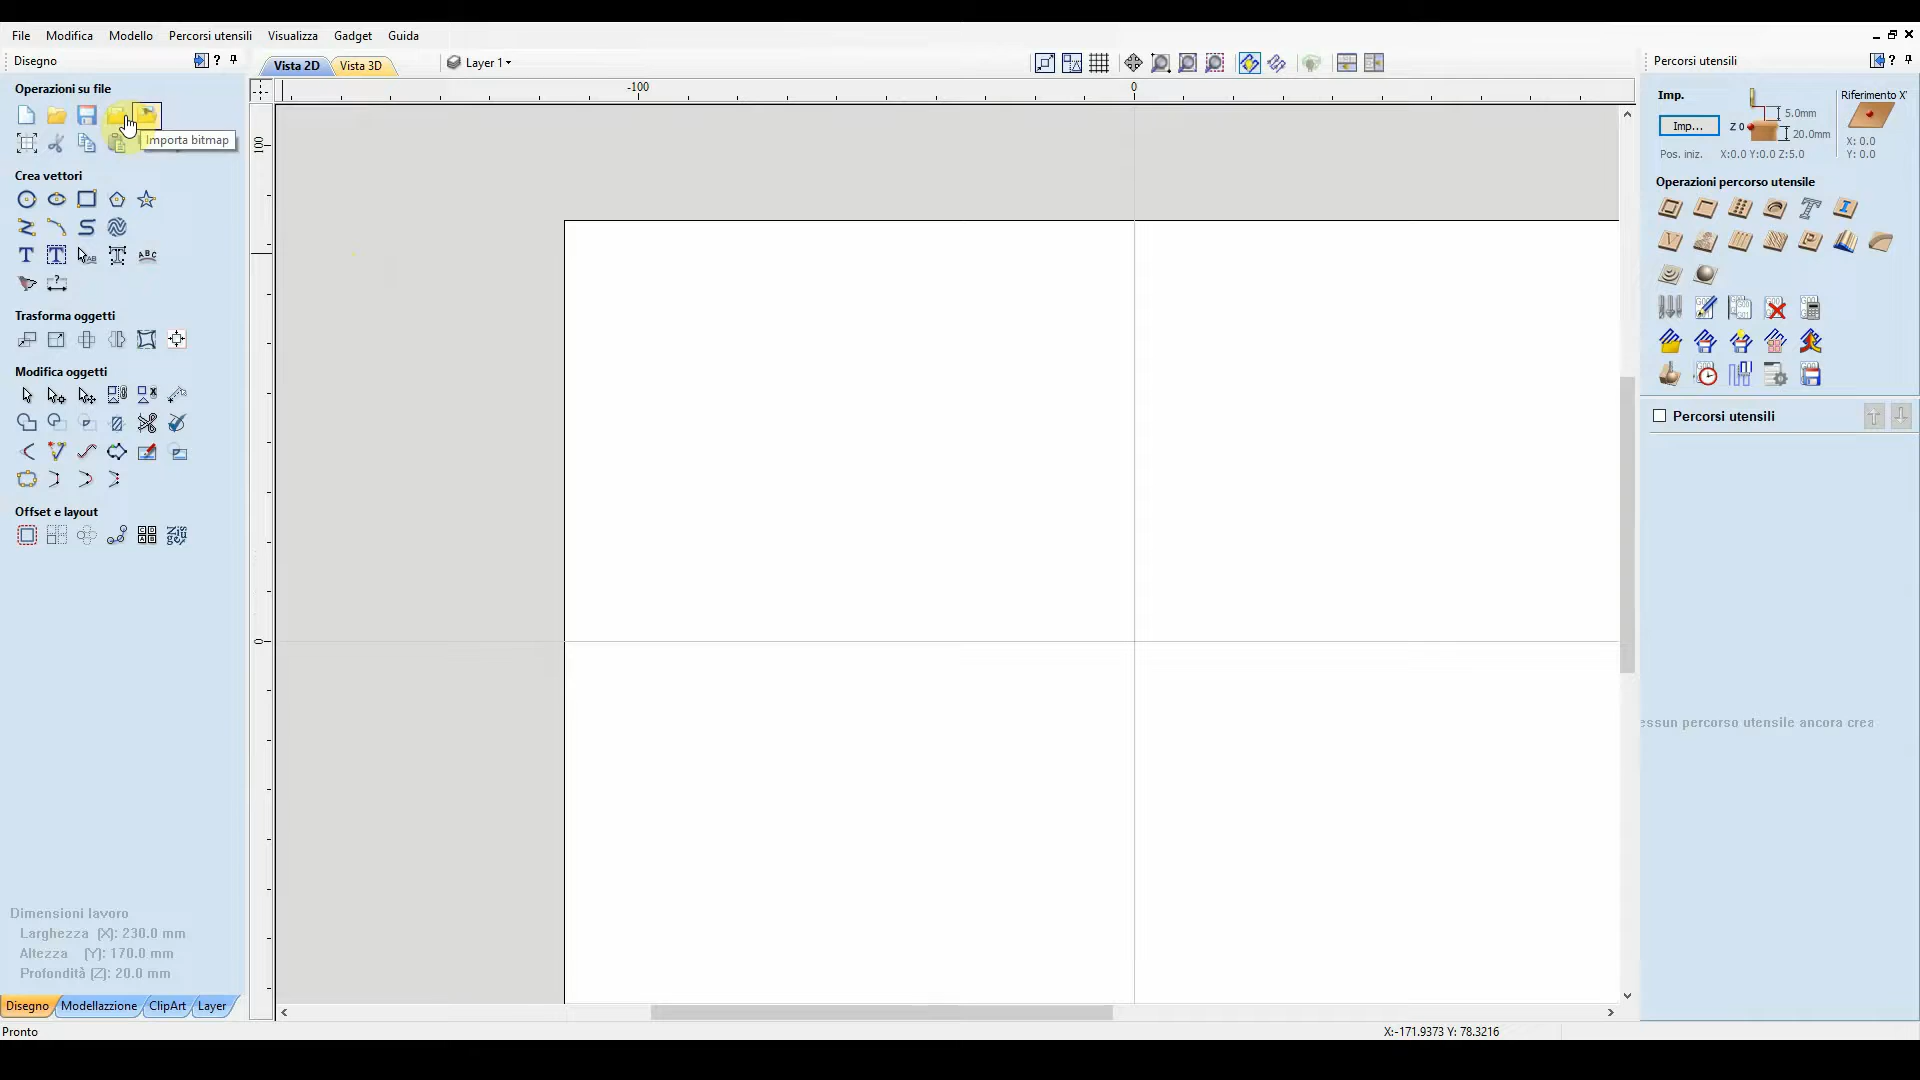 File Modifica Modello Percorsi utensili Visualizza Gadget Guida
Disegno
Vista 2D Vista 3D Layer 1
Percorsi utensili
Operazioni su file
Importa bitmap
Crea vettori
Trasforma oggetti
Modifica oggetti
Offset e layout
Dimensioni lavoro
Larghezza (X): 230.0 mm
Altezza (Y): 170.0 mm
Profondità (Z): 20.0 mm
Disegno Modellazzione ClipArt Layer
Pronto
-100 0
100
0
Imp.
Imp...
Z 0
5.0mm
20.0mm
Riferimento X'
X: 0.0
Y: 0.0
Pos. iniz. X:0.0 Y:0.0 Z:5.0
Operazioni percorso utensile
Percorsi utensili
essun percorso utensile ancora crea
X:-171.9373 Y: 78.3216